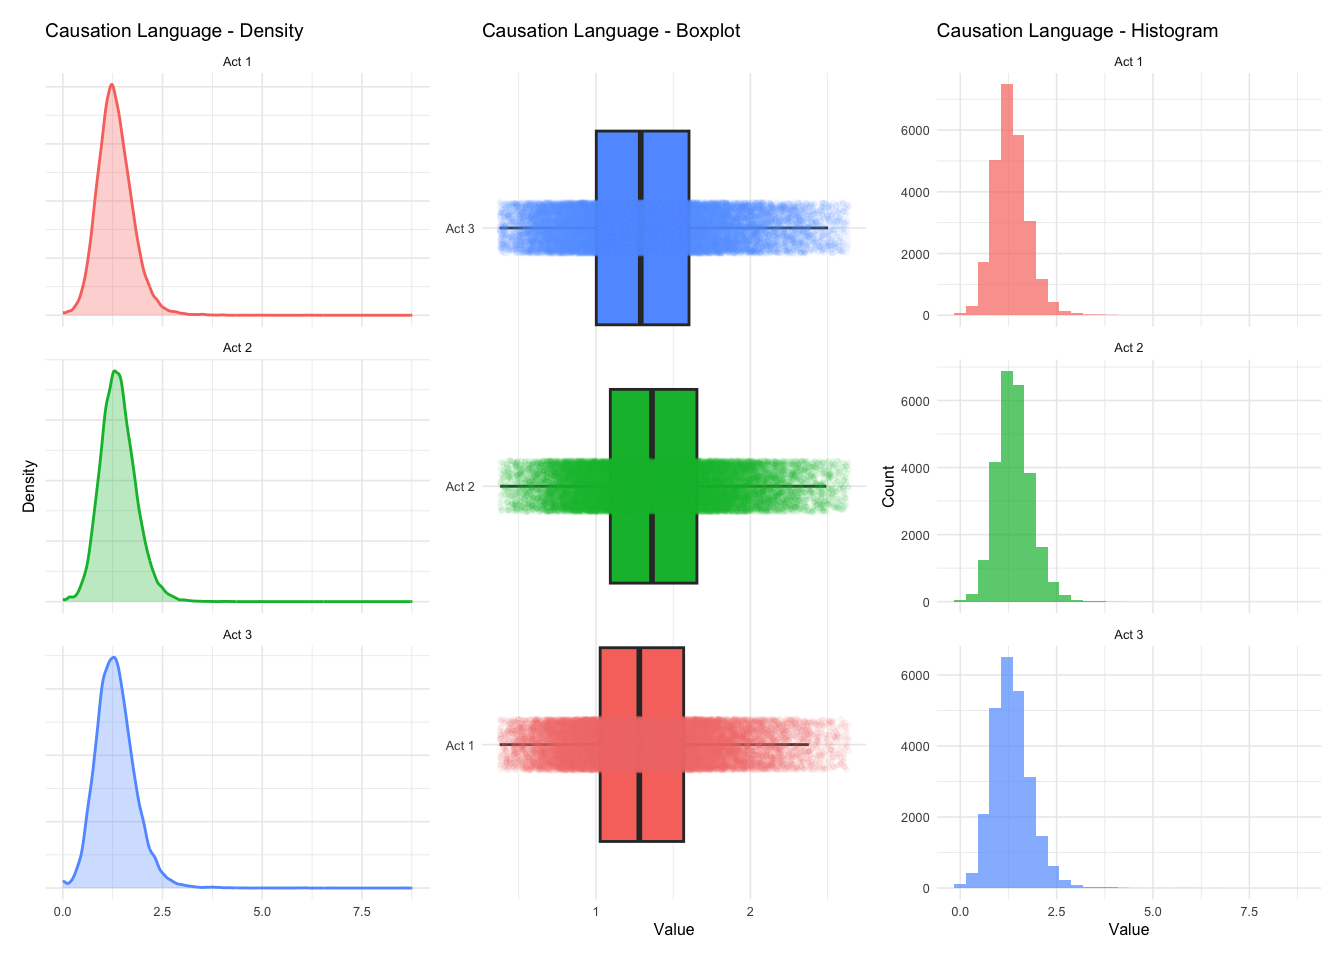 Causation Language - Density
Act 1
Act 2
Act 3
Density
0.0 2.5 5.0 7.5
Causation Language - Boxplot
Act 3
Act 2
Act 1
1 2
Value
Causation Language - Histogram
Act 1
6000
4000
2000
0
Act 2
6000
4000
2000
0
Act 3
6000
4000
2000
0
Count
0.0 2.5 5.0 7.5
Value